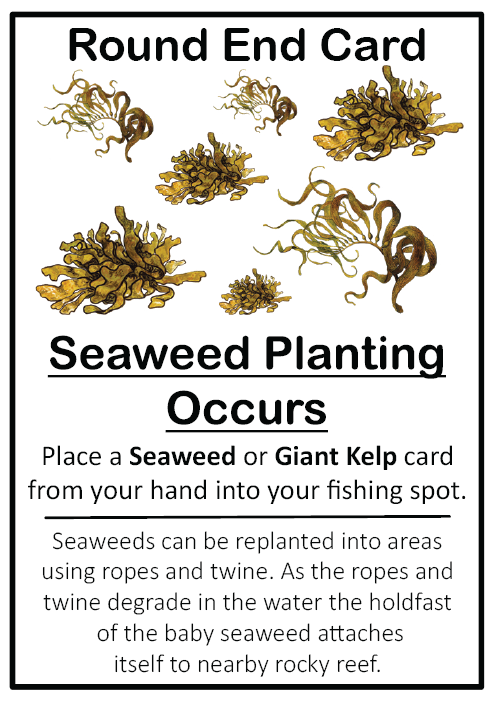 Round End Card
Seaweed Planting
Occurs
Place a Seaweed or Giant Kelp card
from your hand into your fishing spot.
Seaweeds can be replanted into areas
using ropes and twine. As the ropes and
twine degrade in the water the holdfast
of the baby seaweed attaches
itself to nearby rocky reef.